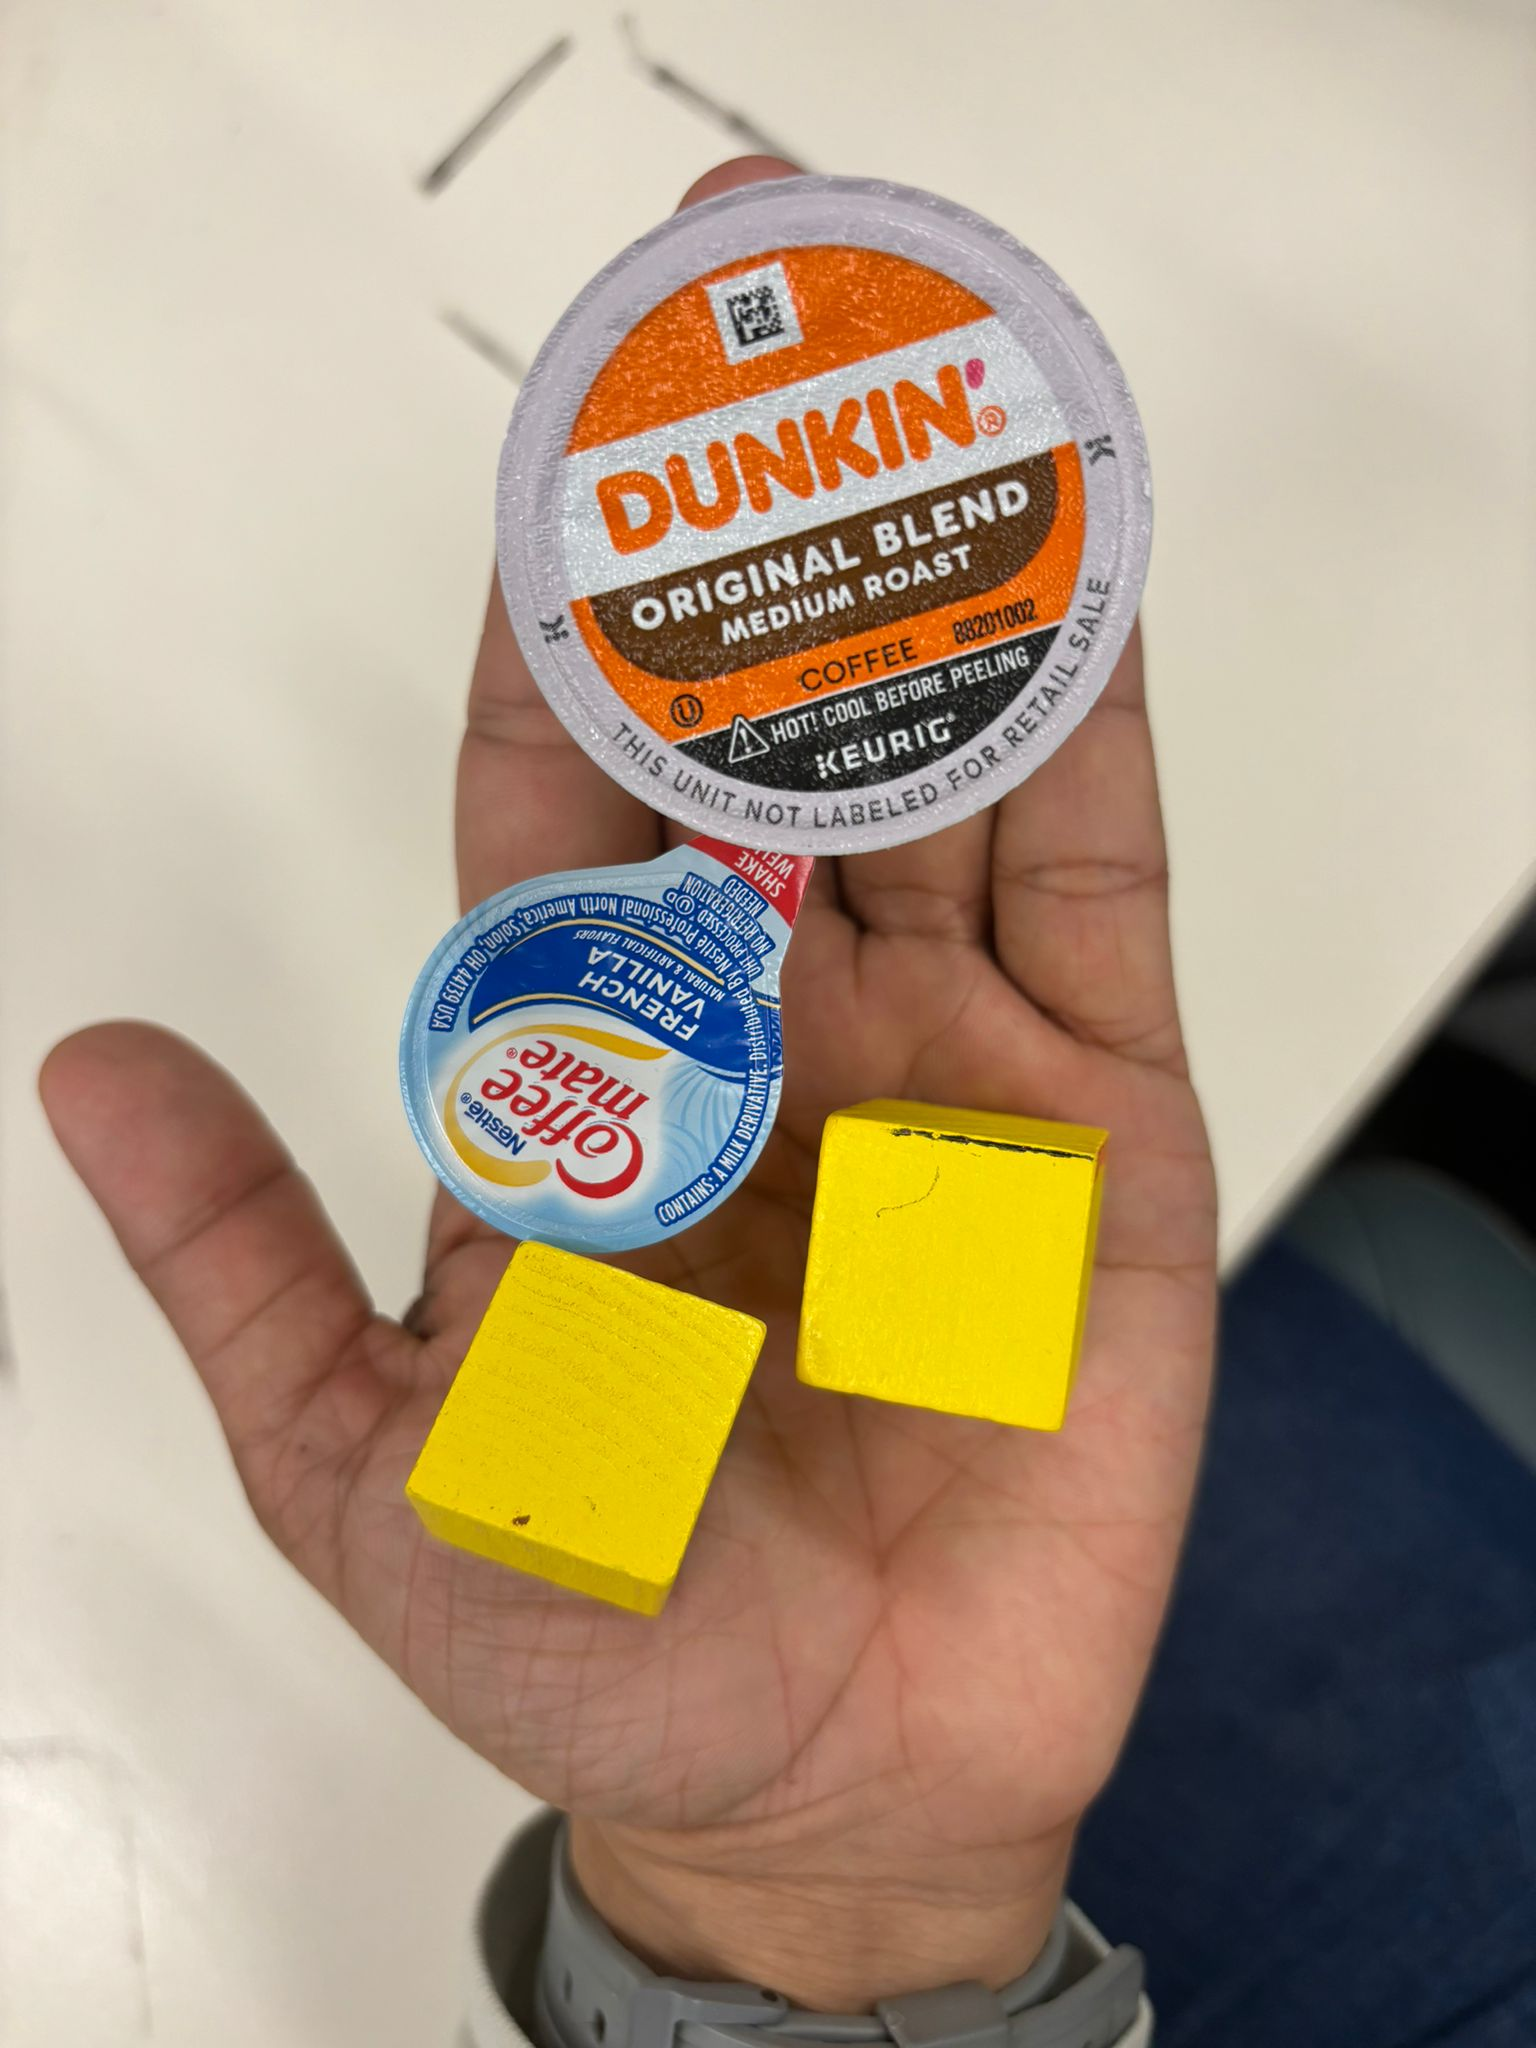 DUNKIN'®
ORIGINAL BLEND
MEDIUM ROAST
COFFEE 88201002
HOT! COOL BEFORE PEELING
KEURIG®
THIS UNIT NOT LABELED FOR RETAIL SALE
K
K
U
SHAKE
WELL
UHT PROCESSED UD
NO REFRIGERATION
NEEDED
Nestlé®
Coffee
mate®
FRENCH
VANILLA
NATURAL & ARTIFICIAL FLAVORS
CONTAINS: A MILK DERIVATIVE. Distributed By Nestlé Professional North America, Solon, OH 44139 USA